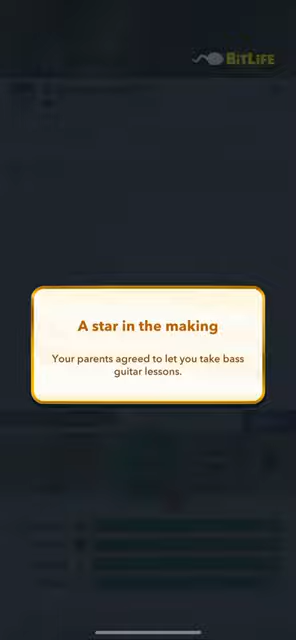 BITLIFE
A star in the making
Your parents agreed to let you take bass
guitar lessons.